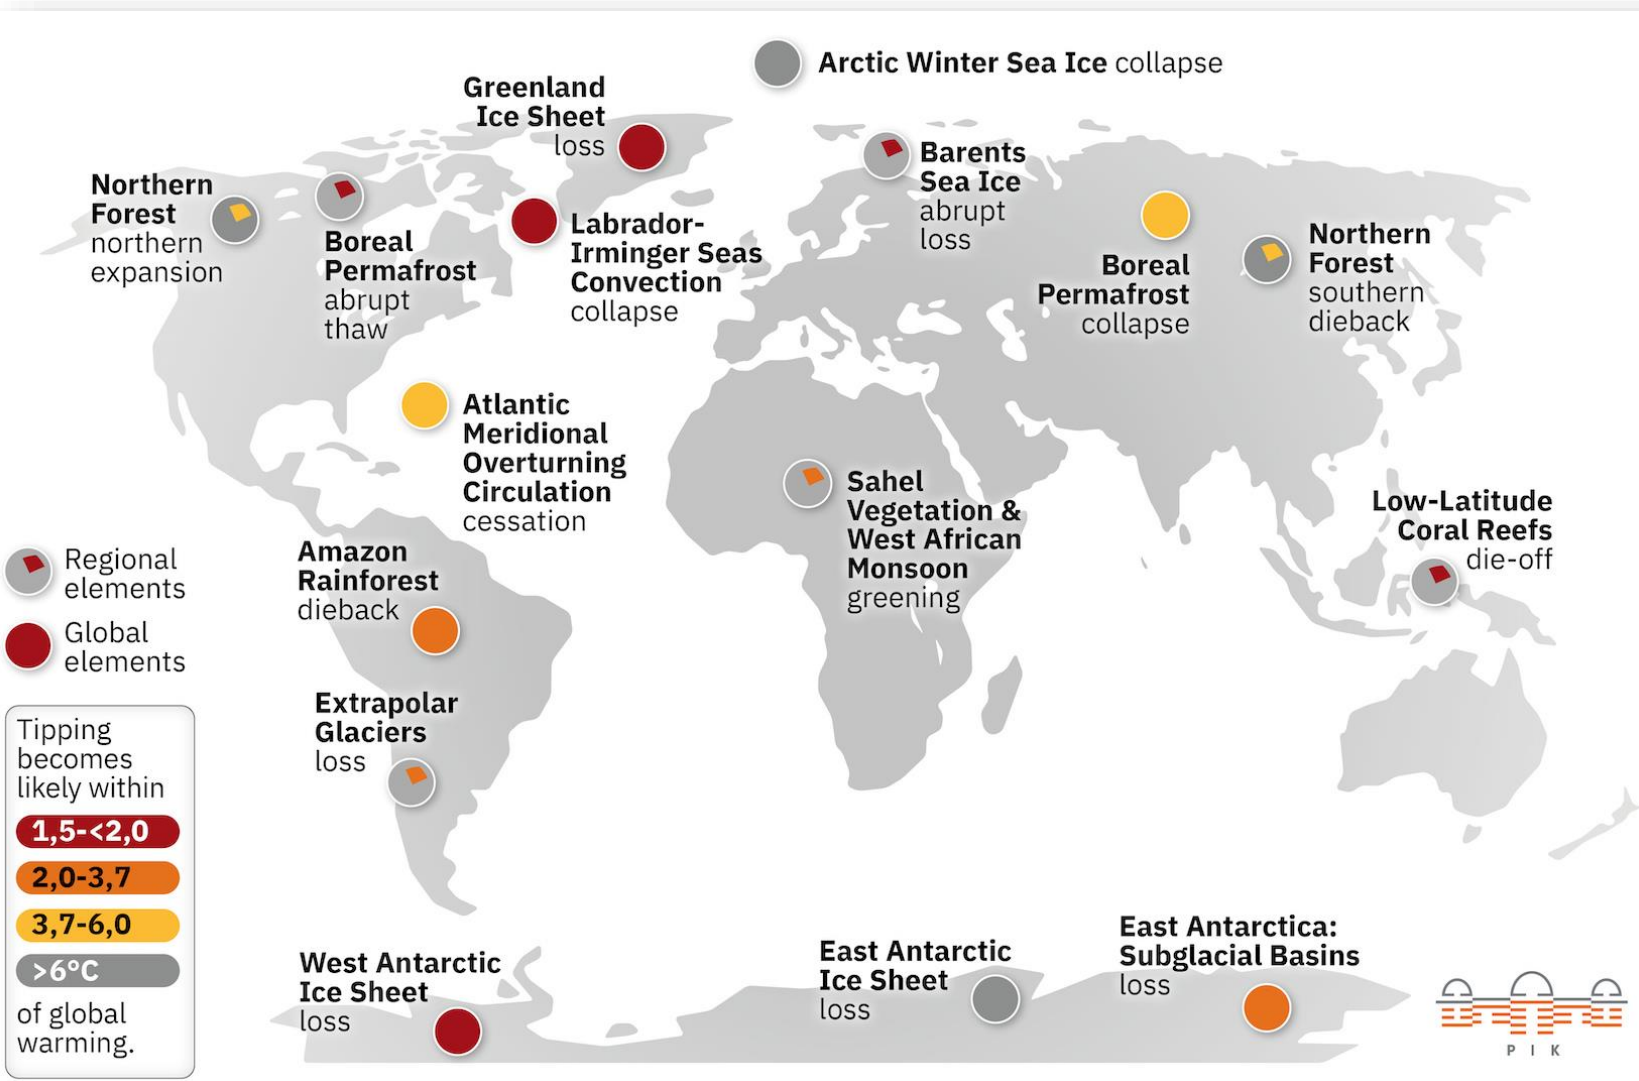 Arctic Winter Sea Ice collapse
Greenland
Ice Sheet
loss
Barents
Sea Ice
abrupt
loss
Northern
Forest
northern
expansion
Boreal
Permafrost
abrupt
thaw
Labrador-
Irminger Seas
Convection
collapse
Boreal
Permafrost
collapse
Northern
Forest
southern
dieback
Atlantic
Meridional
Overturning
Circulation
cessation
Sahel
Vegetation &
West African
Monsoon
greening
Low-Latitude
Coral Reefs
die-off
Amazon
Rainforest
dieback
Regional
elements
Global
elements
Extrapolar
Glaciers
loss
Tipping
becomes
likely within
1,5-<2,0
2,0-3,7
3,7-6,0
>6°C
of global
warming.
West Antarctic
Ice Sheet
loss
East Antarctic
Ice Sheet
loss
East Antarctica:
Subglacial Basins
loss
PIK